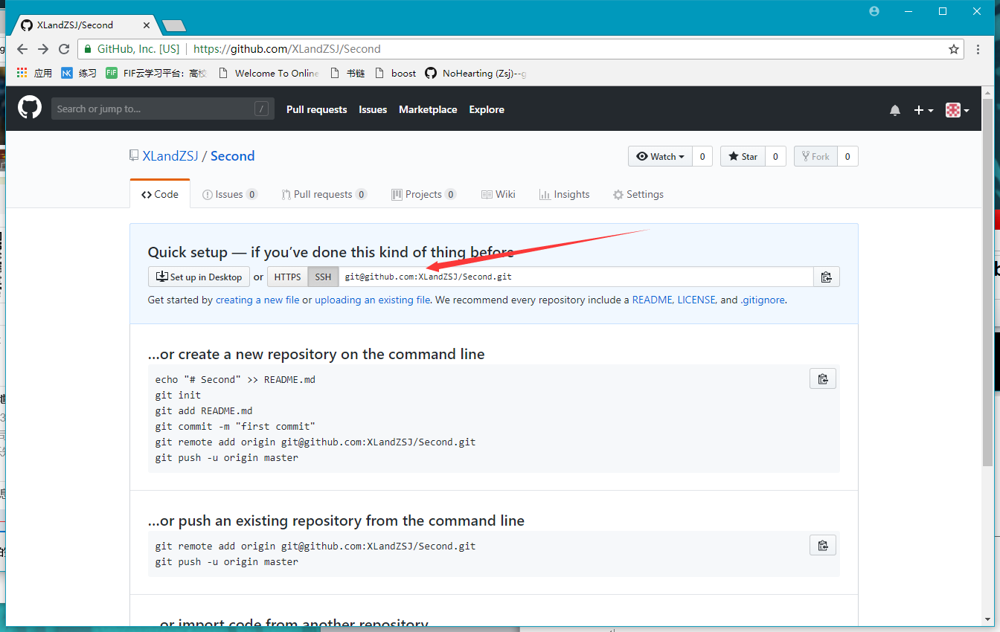 XLandZSJ/Second
GitHub, Inc. [US] https://github.com/XLandZSJ/Second
应用 NK 练习 FiF FIF云学习平台：高校 Welcome To Online 书链 boost NoHearting (Zsj)--g
Search or jump to... / Pull requests Issues Marketplace Explore
XLandZSJ / Second Watch 0 Star 0 Fork 0
Code Issues 0 Pull requests 0 Projects 0 Wiki Insights Settings
Quick setup — if you’ve done this kind of thing before
Set up in Desktop or HTTPS SSH git@github.com:XLandZSJ/Second.git
Get started by creating a new file or uploading an existing file. We recommend every repository include a README, LICENSE, and .gitignore.
…or create a new repository on the command line
echo "# Second" >> README.md
git init
git add README.md
git commit -m "first commit"
git remote add origin git@github.com:XLandZSJ/Second.git
git push -u origin master
…or push an existing repository from the command line
git remote add origin git@github.com:XLandZSJ/Second.git
git push -u origin master
…or import code from another repository